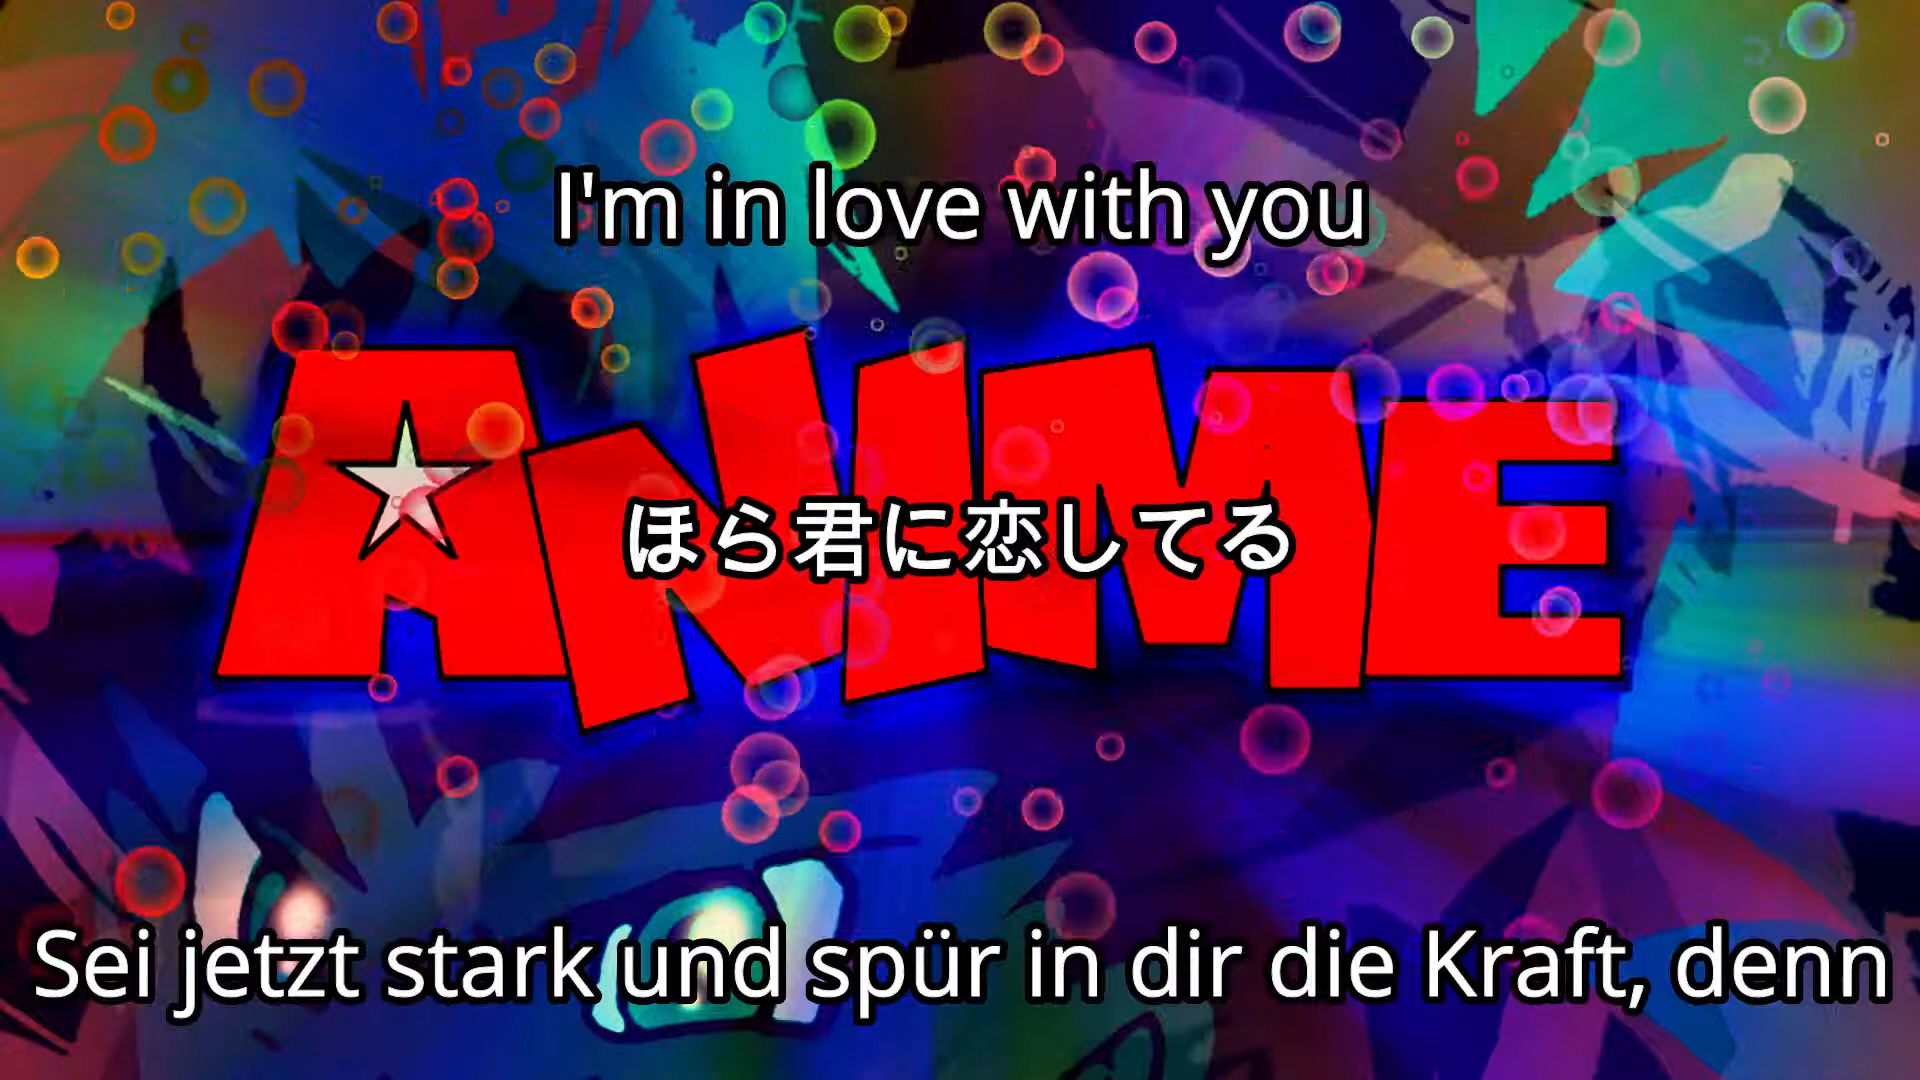 I'm in love with you
ANIME
ほら君に恋してる
Sei jetzt stark und spür in dir die Kraft, denn